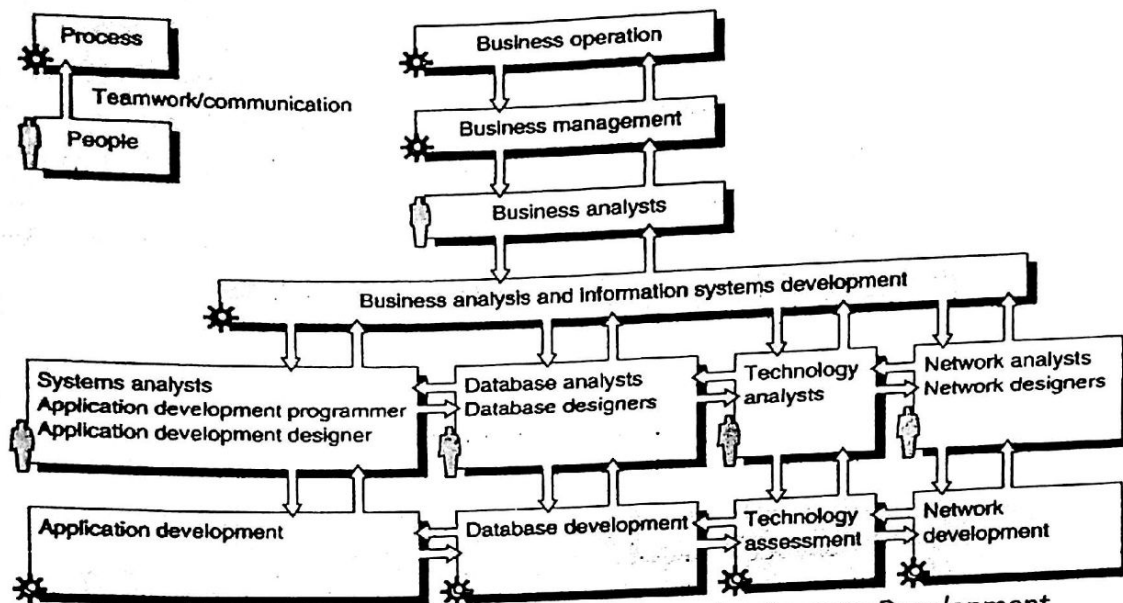 Process
Teamwork/communication
People
Business operation
Business management
Business analysts
Business analysis and information systems development
Systems analysts
Application development programmer
Application development designer
Database analysts
Database designers
Technology
analysts
Network analysts
Network designers
Application development
Database development
Technology
assessment
Network
development